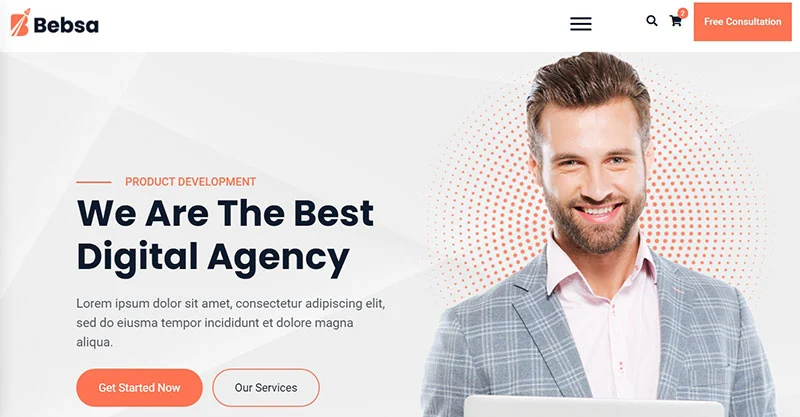 Bebsa
2
Free Consultation
PRODUCT DEVELOPMENT
We Are The Best
Digital Agency
Lorem ipsum dolor sit amet, consectetur adipiscing elit,
sed do eiusma tempor incididunt et dolore magna
aliqua.
Get Started Now
Our Services